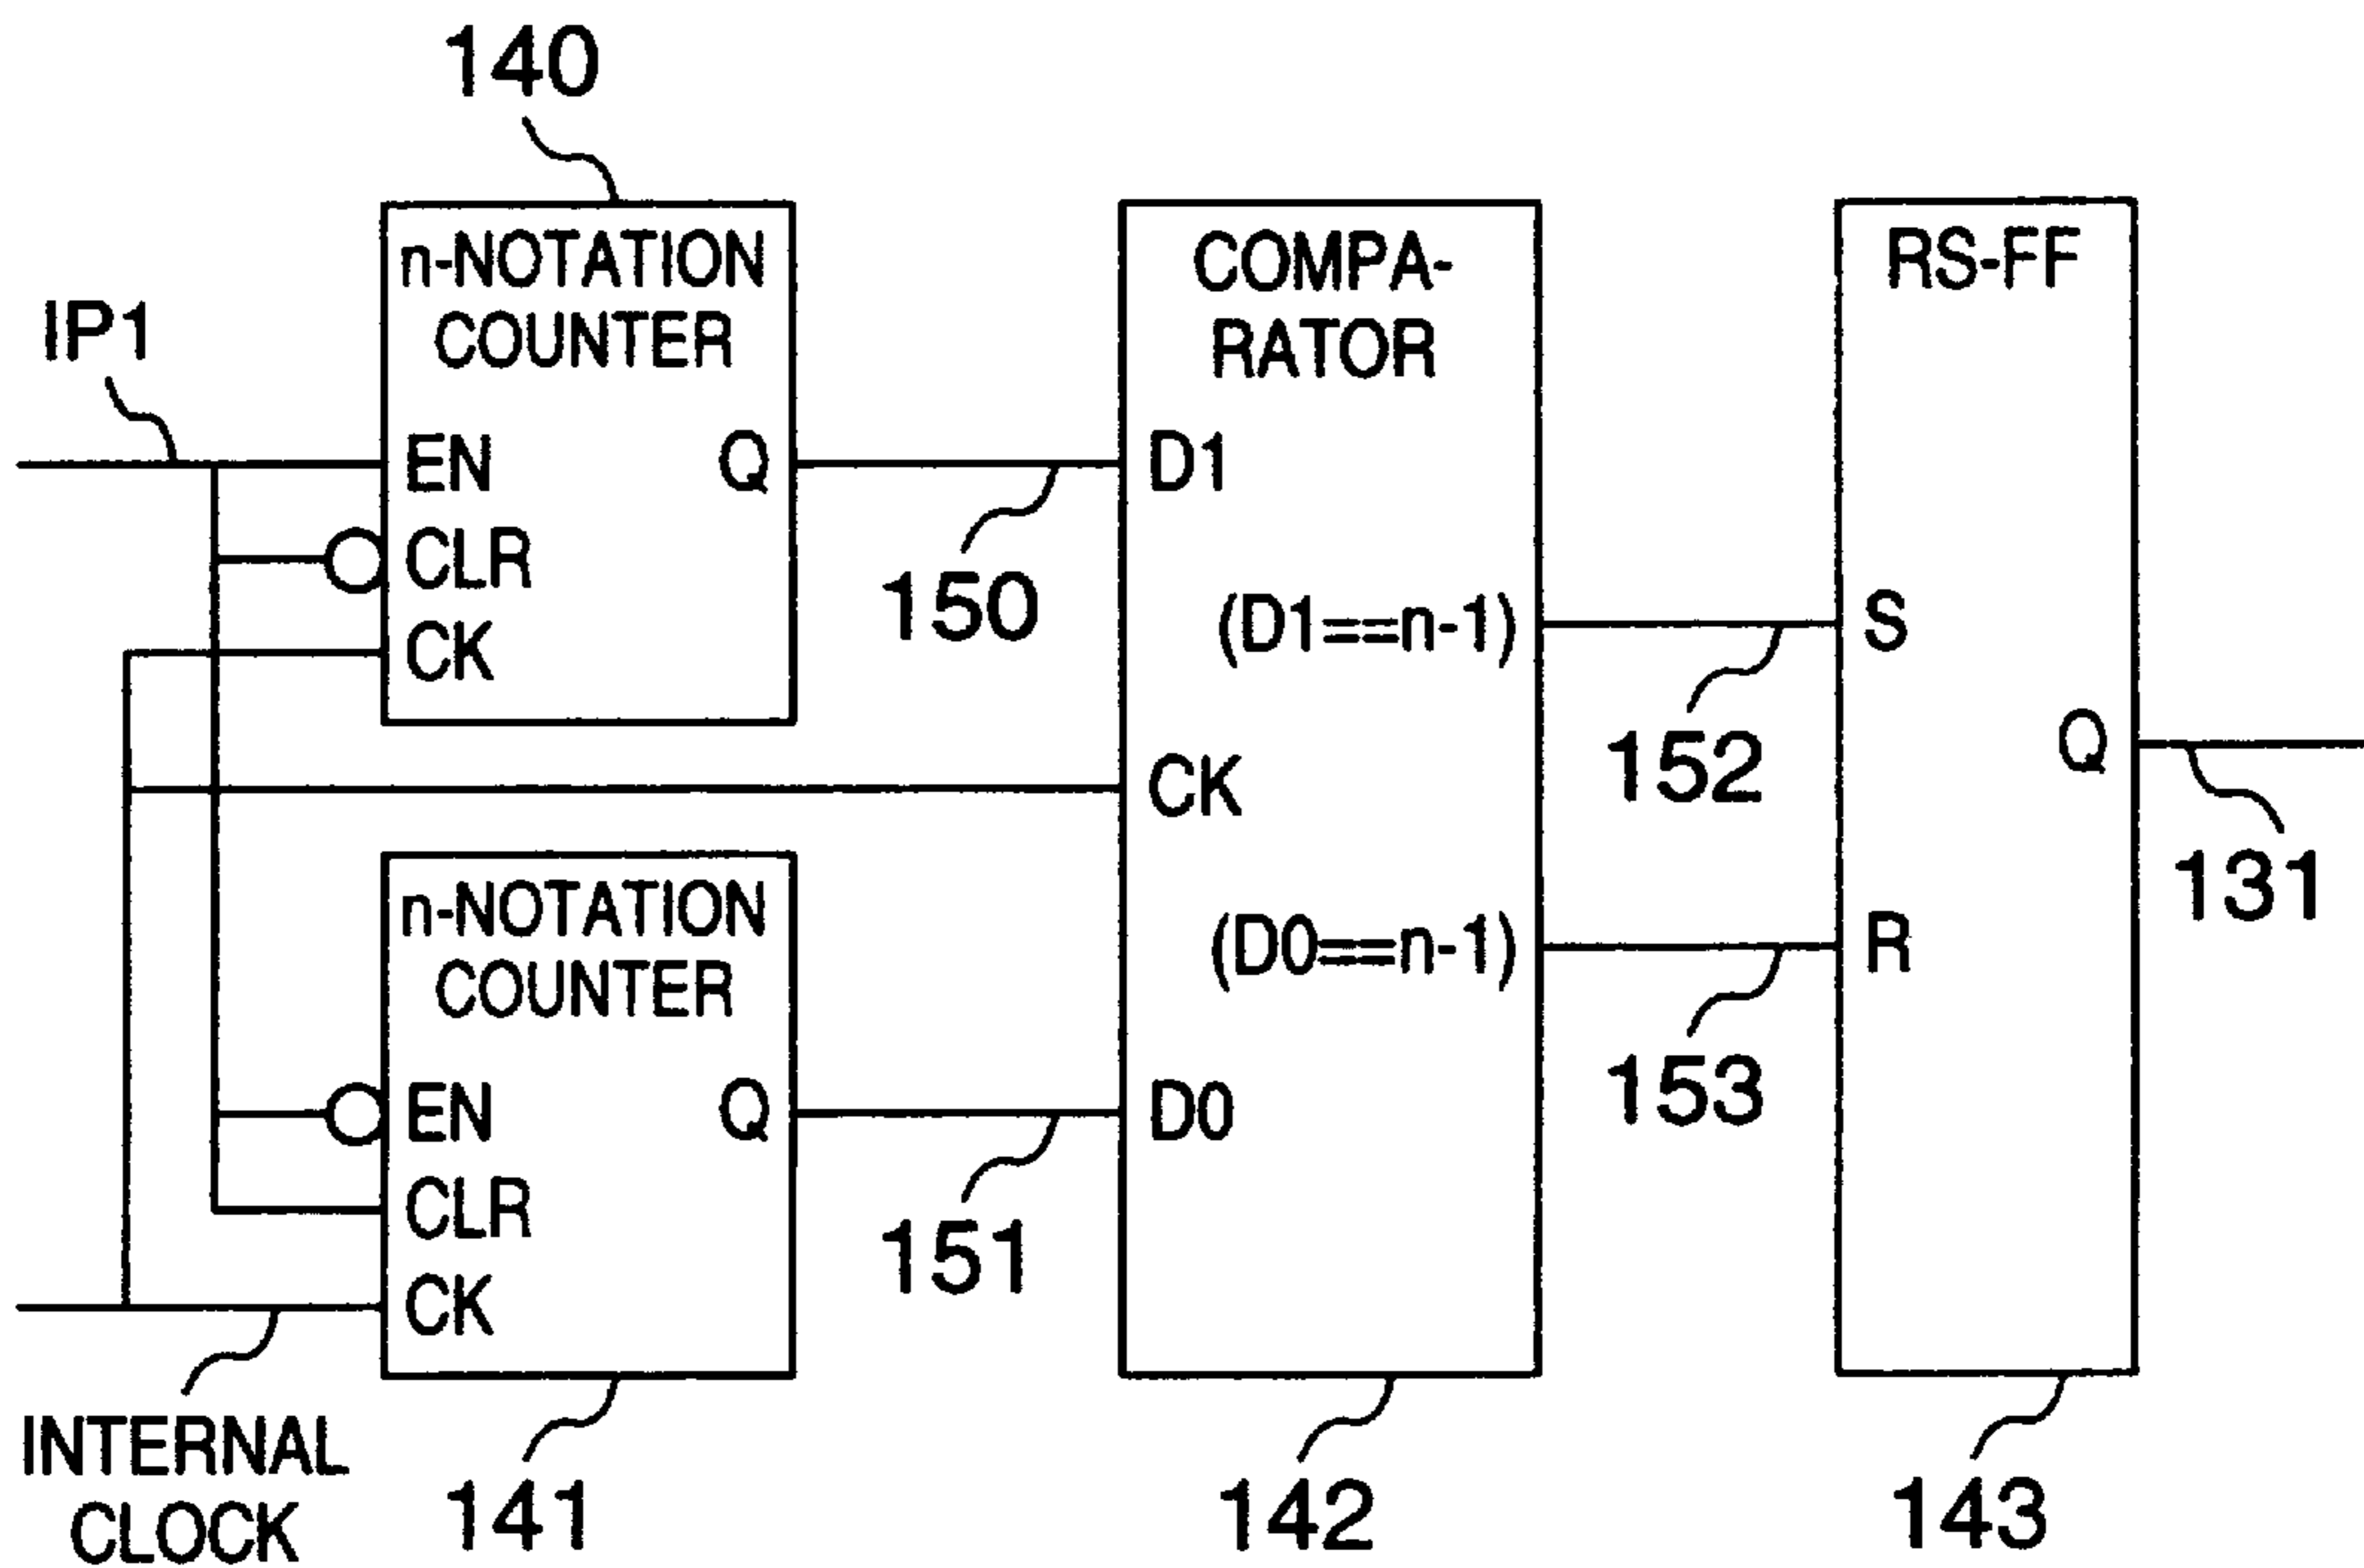 140
n-NOTATION
COUNTER
IP1
EN
Q
CLR
CK
150
COMPA-
RATOR
D1
(D1==n-1)
CK
(D0==n-1)
D0
RS-FF
S
Q
R
152
131
153
n-NOTATION
COUNTER
EN
Q
CLR
CK
151
INTERNAL
CLOCK
141
142
143